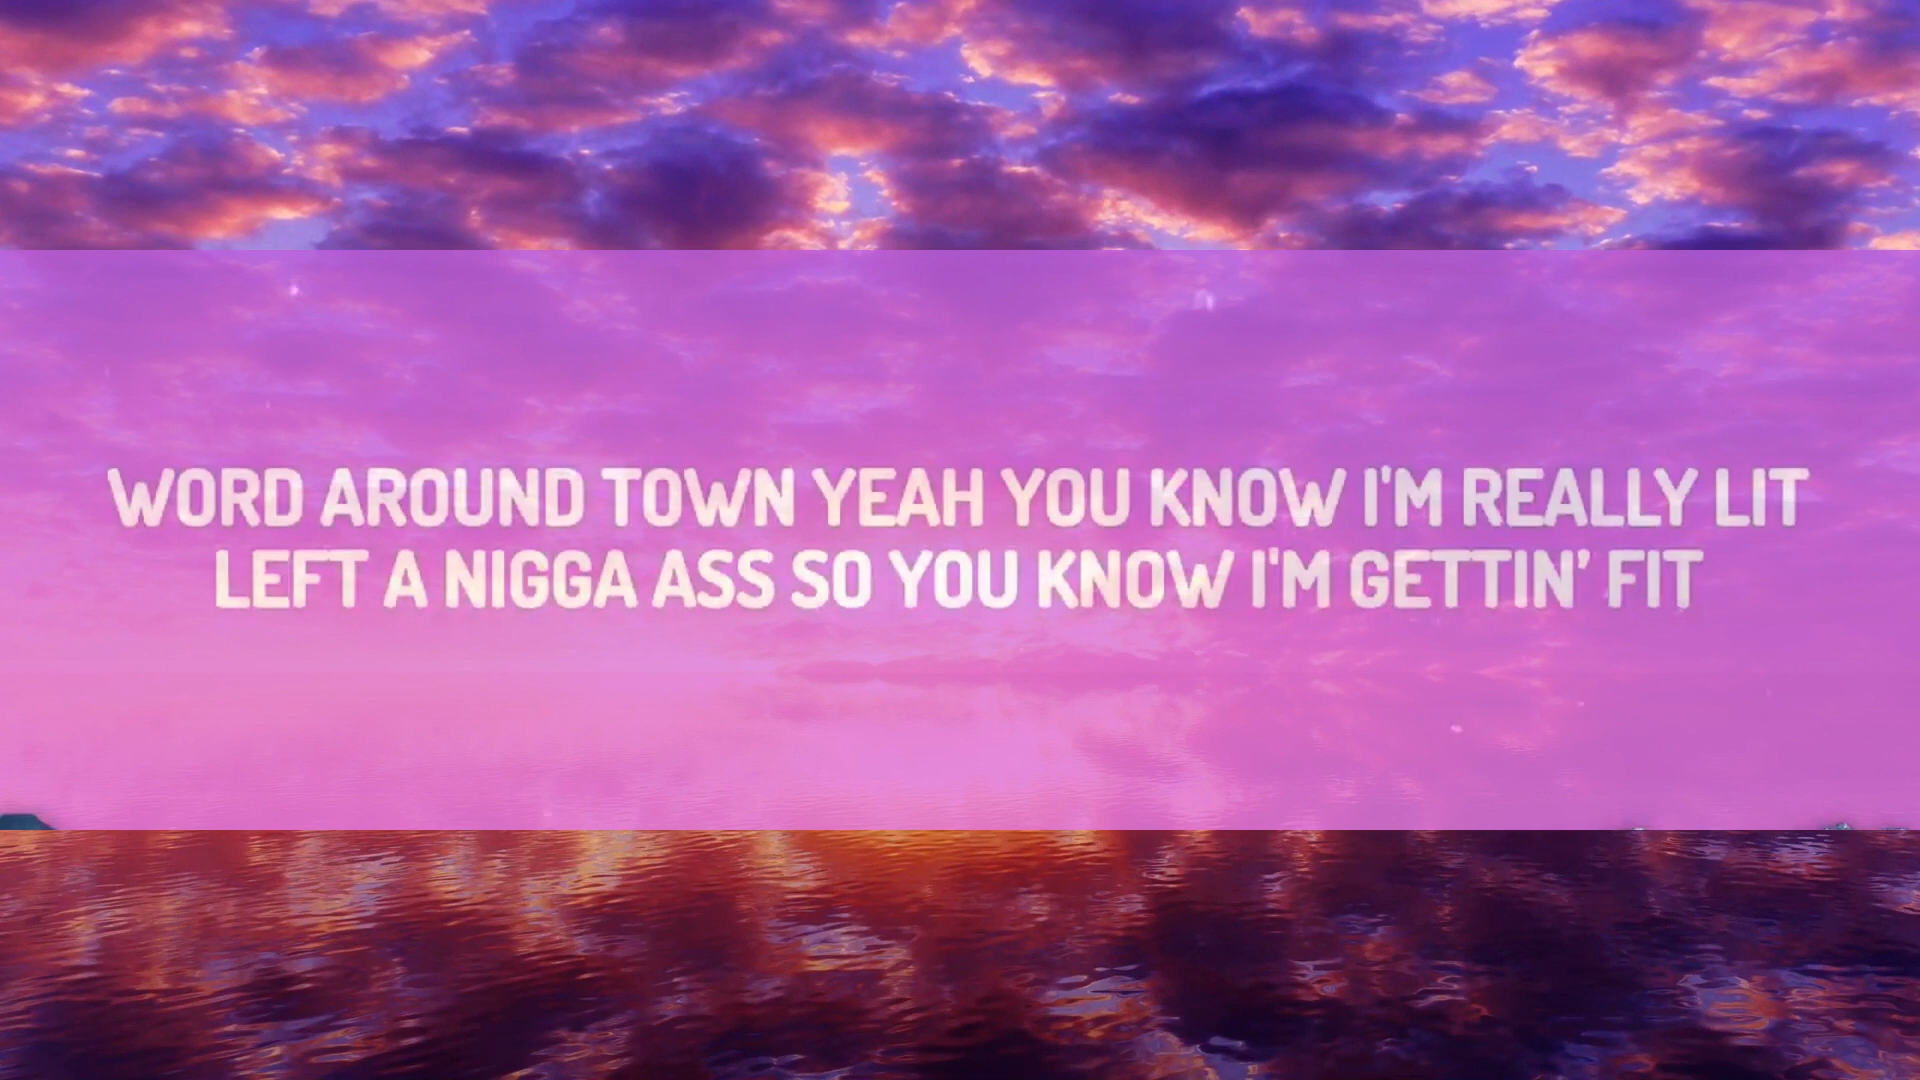 WORD AROUND TOWN YEAH YOU KNOW I'M REALLY LIT
LEFT A NIGGA ASS SO YOU KNOW I'M GETTIN’ FIT